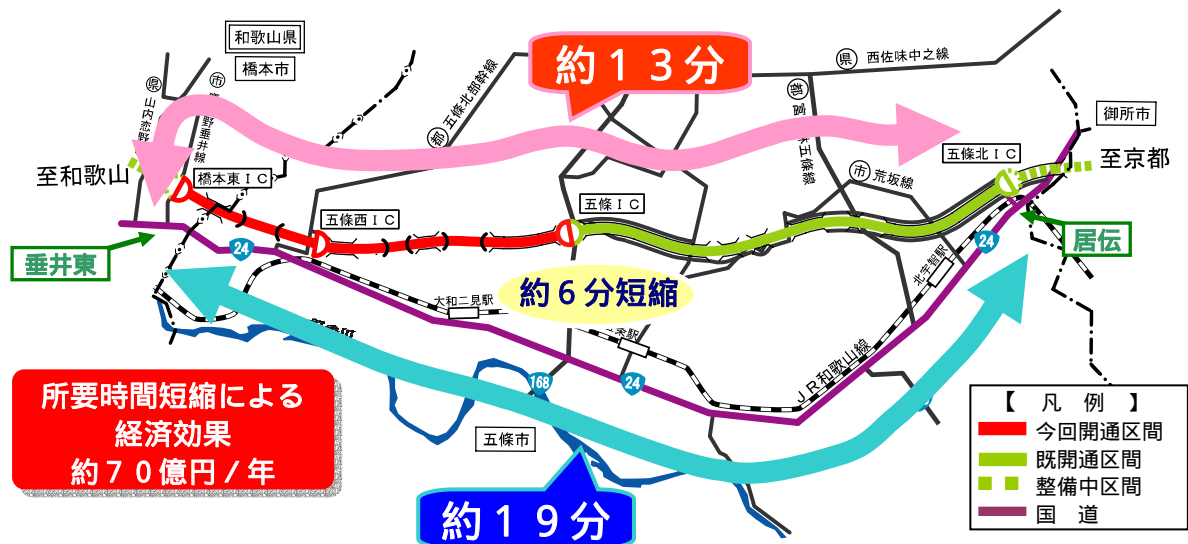 和歌山県
橋本市
約１３分
県 西佐味中之線
都 五條北部幹線
市 荒坂線
御所市
至京都
至和歌山
橋本東ＩＣ
五條西ＩＣ
五條ＩＣ
五條北ＩＣ
垂井東
居伝
24
24
24
168
約６分短縮
大和二見駅
北宇智駅
ＪＲ和歌山線
五條市
所要時間短縮による
経済効果
約７０億円／年
約１９分
【 凡 例 】
今回開通区間
既開通区間
整備中区間
国 道